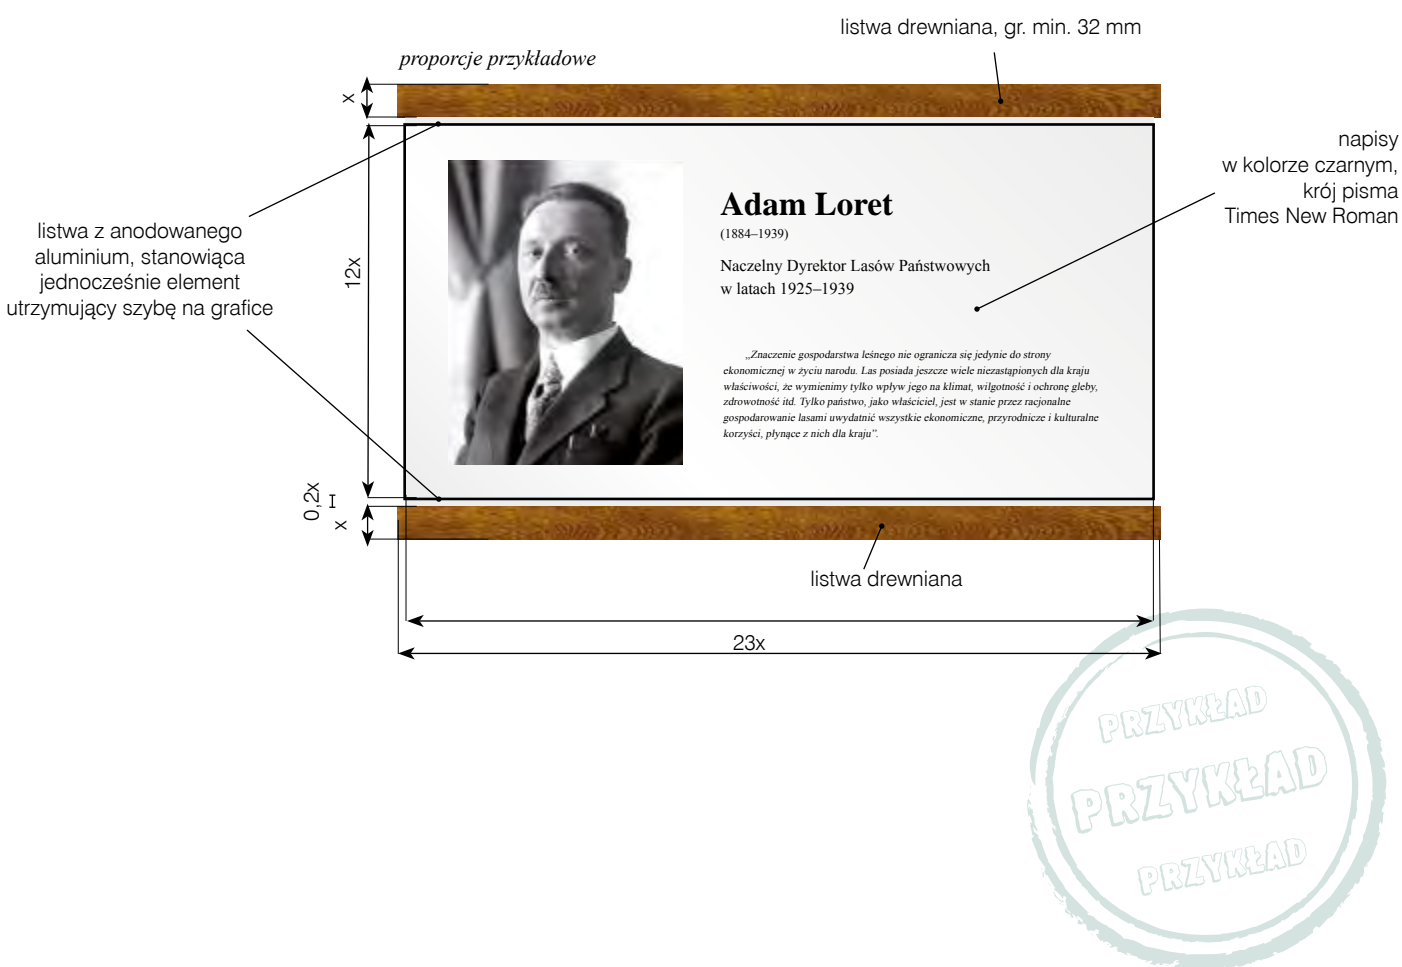 listwa drewniana, gr. min. 32 mm
proporcje przykładowe
x
napisy
w kolorze czarnym,
krój pisma
Times New Roman
listwa z anodowanego
aluminium, stanowiąca
jednocześnie element
utrzymujący szybę na grafice
12x
Adam Loret
(1884–1939)
Naczelny Dyrektor Lasów Państwowych
w latach 1925–1939
„Znaczenie gospodarstwa leśnego nie ogranicza się jedynie do strony
ekonomicznej w życiu narodu. Las posiada jeszcze wiele niezastąpionych dla kraju
właściwości, że wymienimy tylko wpływ jego na klimat, wilgotność i ochronę gleby,
zdrowotność itd. Tylko państwo, jako właściciel, jest w stanie przez racjonalne
gospodarowanie lasami uwydatnić wszystkie ekonomiczne, przyrodnicze i kulturalne
korzyści, płynące z nich dla kraju”.
0,2x
x
listwa drewniana
23x
PRZYKŁAD
PRZYKŁAD
PRZYKŁAD